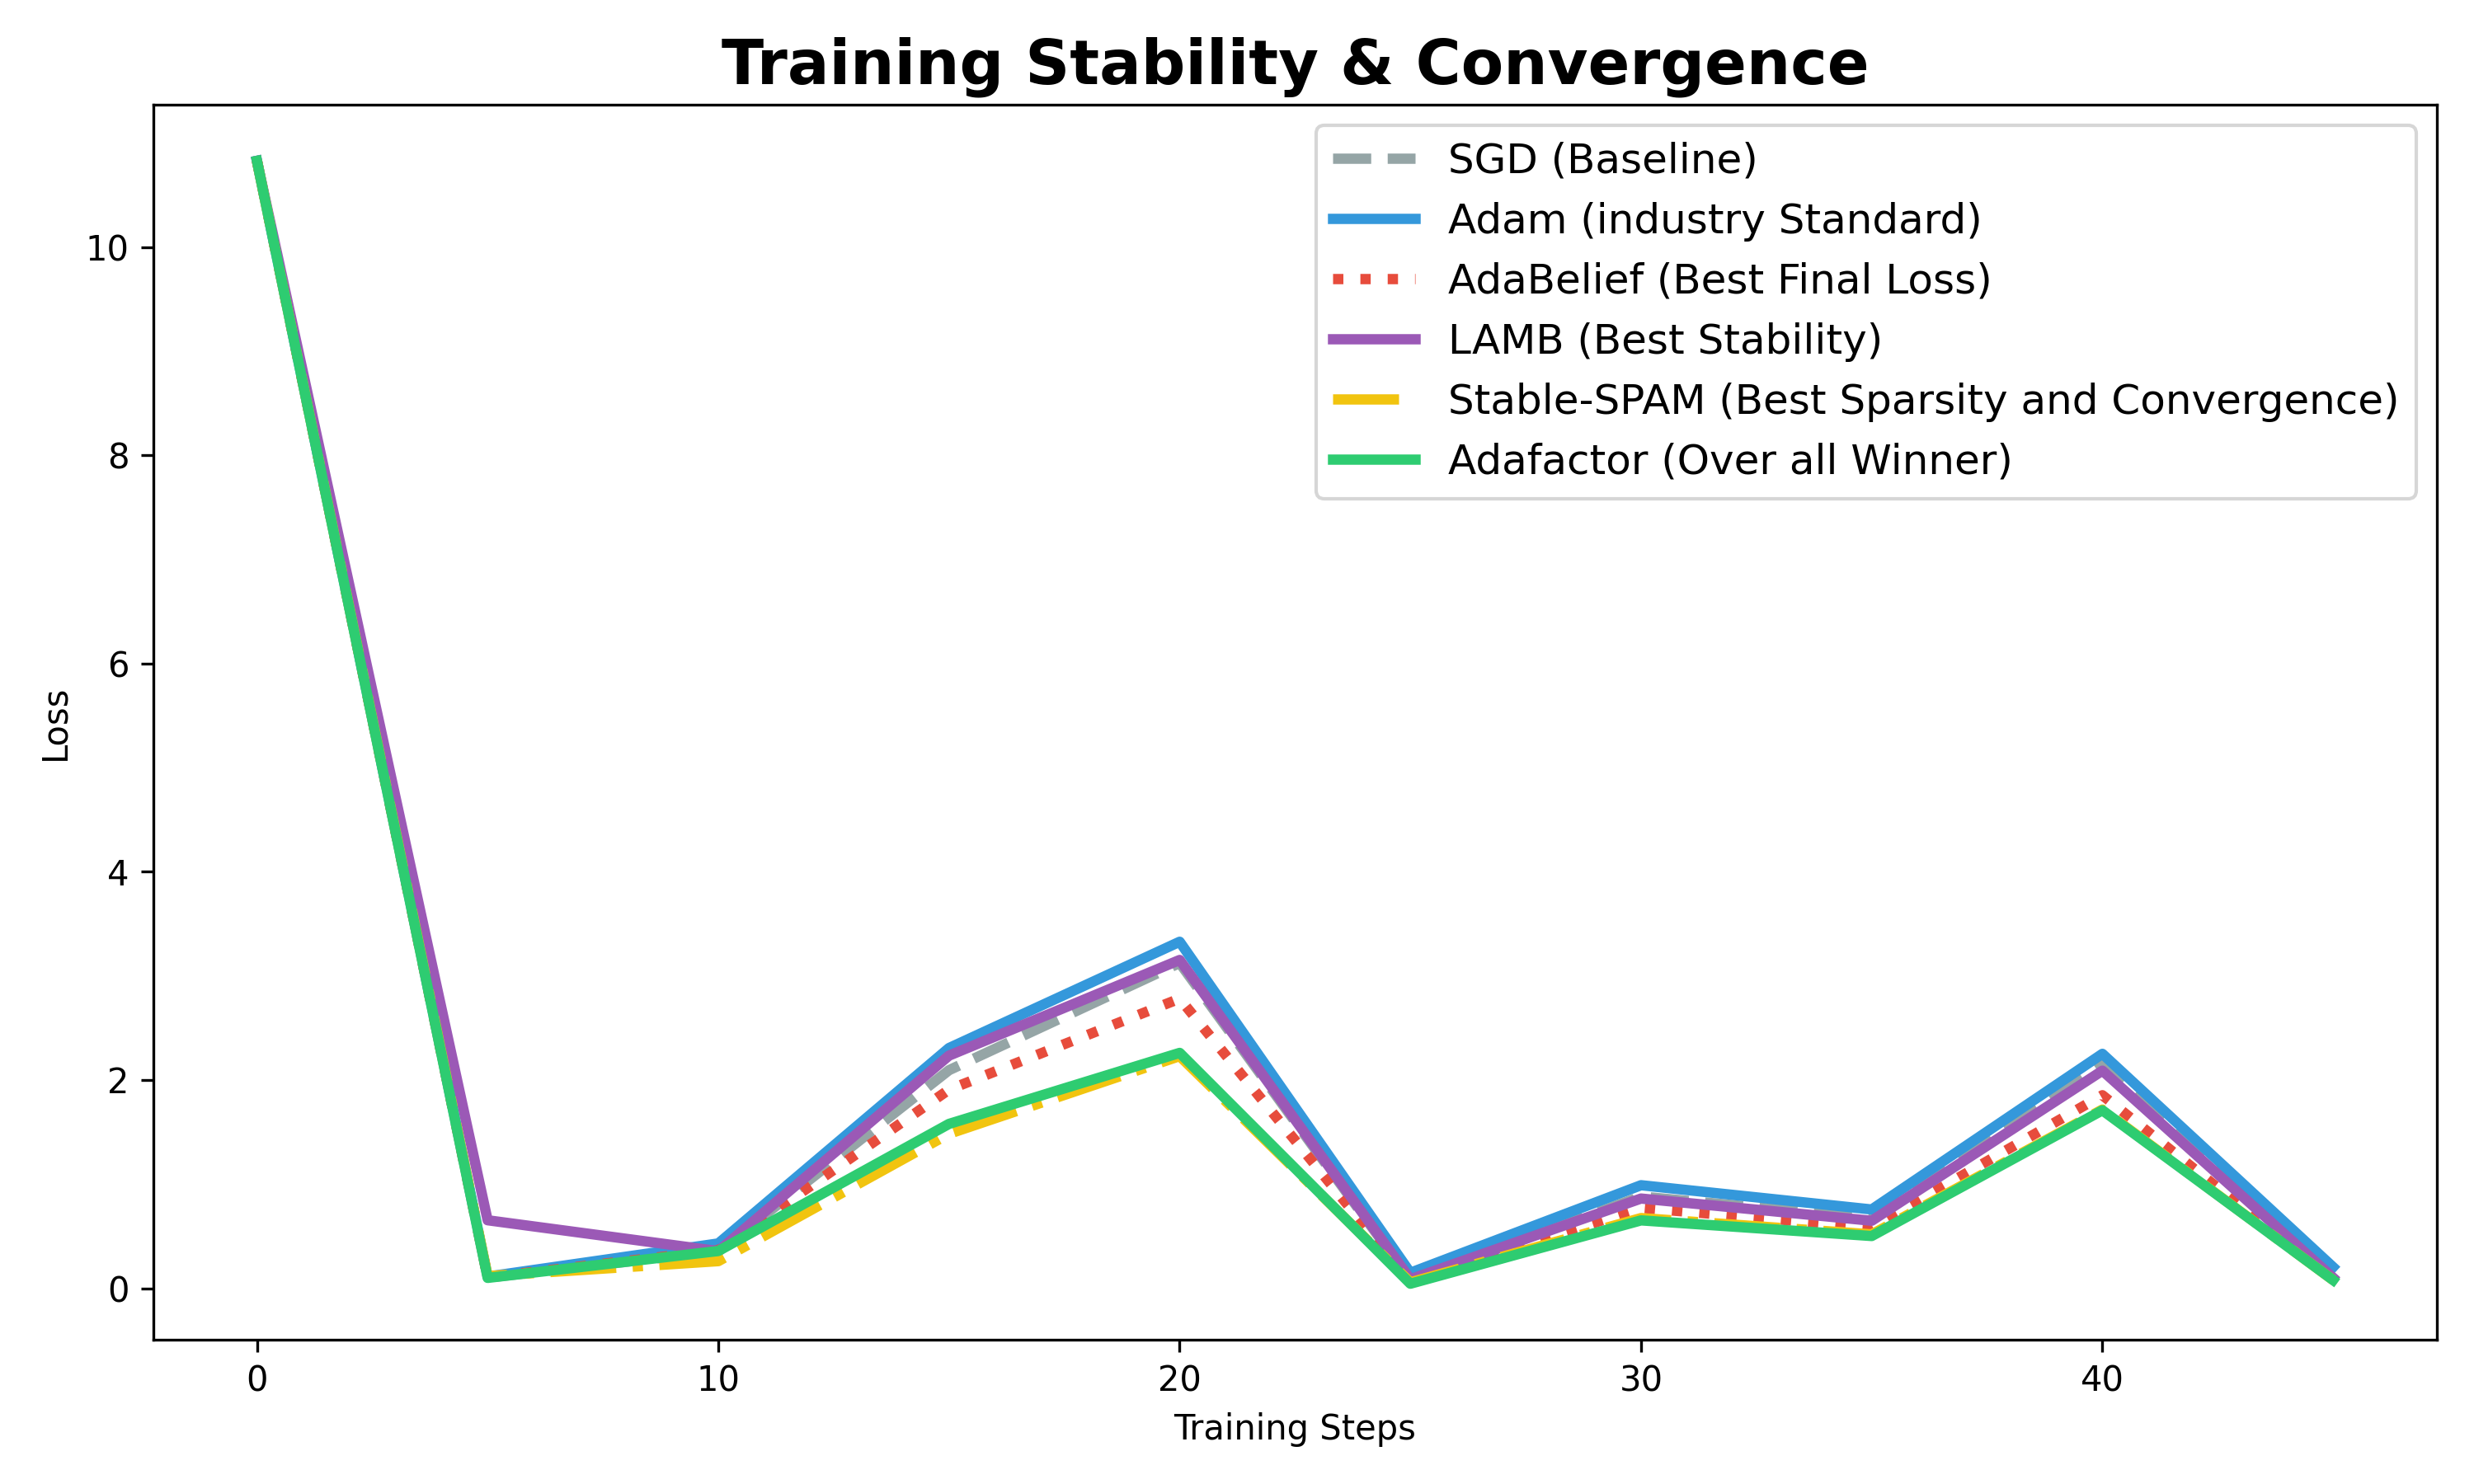 Training Stability & Convergence
SGD (Baseline)
Adam (industry Standard)
AdaBelief (Best Final Loss)
LAMB (Best Stability)
Stable-SPAM (Best Sparsity and Convergence)
Adafactor (Over all Winner)
10
8
6
4
2
0
Loss
0 10 20 30 40
Training Steps